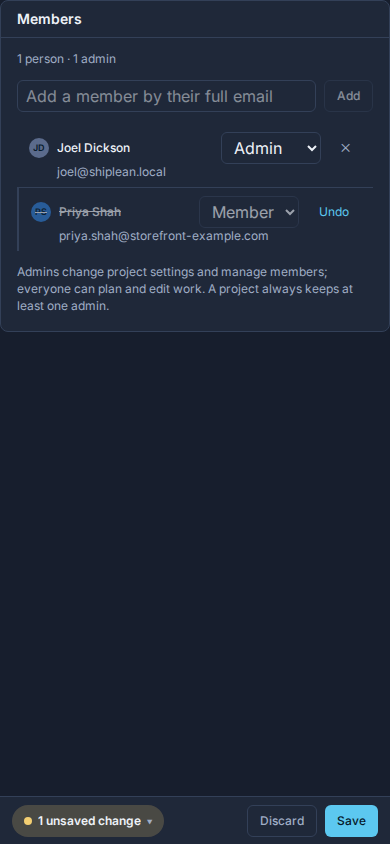 Members
1 person · 1 admin
Add a member by their full email
Add
JD
Joel Dickson
Admin
joel@shiplean.local
Priya Shah
Member
Undo
priya.shah@storefront-example.com
Admins change project settings and manage members;
everyone can plan and edit work. A project always keeps at
least one admin.
1 unsaved change
Discard
Save